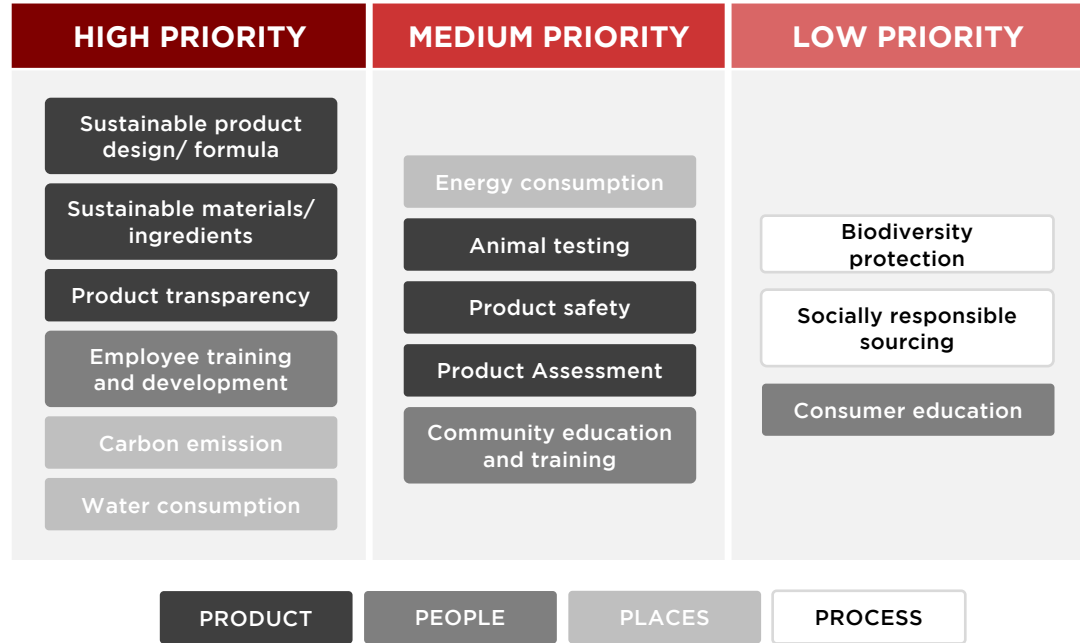 HIGH PRIORITY
Sustainable product
design/ formula
Sustainable materials/
ingredients
Product transparency
Employee training
and development
Carbon emission
Water consumption
MEDIUM PRIORITY
Energy consumption
Animal testing
Product safety
Product Assessment
Community education
and training
LOW PRIORITY
Biodiversity
protection
Socially responsible
sourcing
Consumer education
PRODUCT
PEOPLE
PLACES
PROCESS